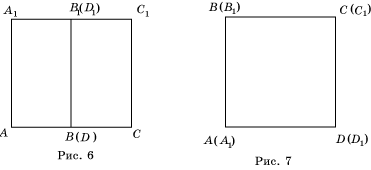 A₁ B₁(D₁) C₁
A B(D) C
Рис. 6
B(B₁) C(C₁)
A(A₁) D(D₁)
Рис. 7